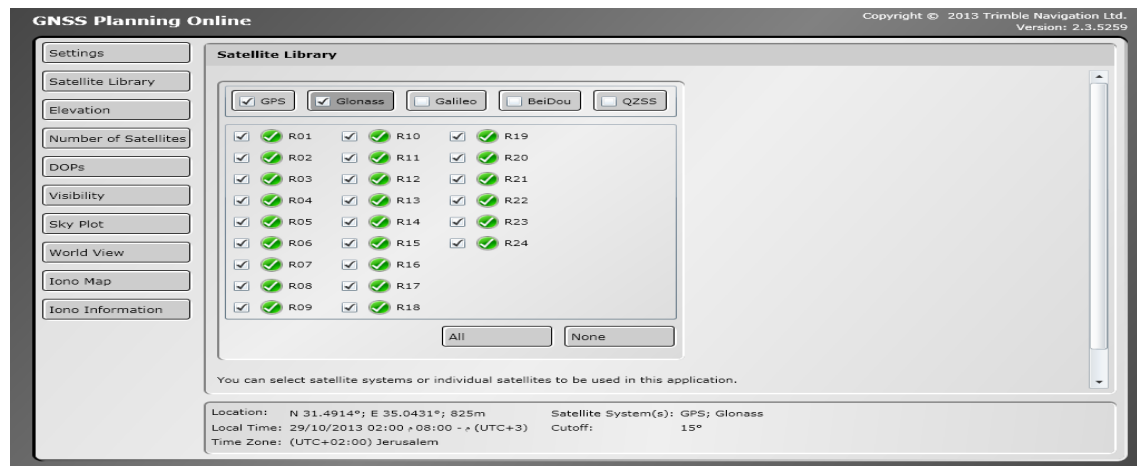 GNSS Planning Online
Copyright © 2013 Trimble Navigation Ltd.
Version: 2.3.5259
Settings
Satellite Library
Elevation
Number of Satellites
DOPs
Visibility
Sky Plot
World View
Iono Map
Iono Information
Satellite Library
GPS Glonass Galileo BeiDou QZSS
R01 R10 R19
R02 R11 R20
R03 R12 R21
R04 R13 R22
R05 R14 R23
R06 R15 R24
R07 R16
R08 R17
R09 R18
All None
You can select satellite systems or individual satellites to be used in this application.
Location: N 31.4914°; E 35.0431°; 825m Satellite System(s): GPS; Glonass
Local Time: 29/10/2013 02:00 م 08:00 - م (UTC+3) Cutoff: 15°
Time Zone: (UTC+02:00) Jerusalem